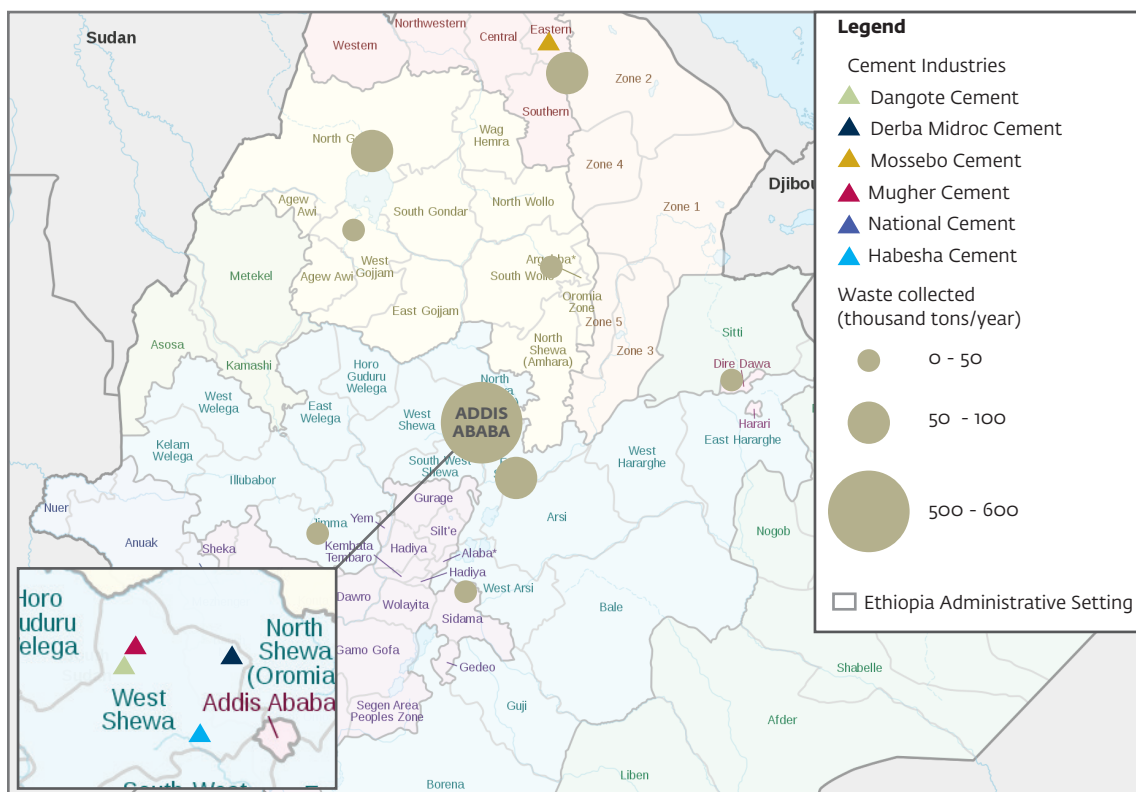 Sudan
Western
Northwestern
Central
Eastern
Southern
Zone 2
Zone 4
Zone 1
Zone 5
Zone 3
Djibou
North G
Wag
Hemra
Agew
Awi
South Gondar
North Wollo
West
Gojjam
Agew Awi
South Wollo
Oromia
Zone
East Gojjam
North
Shewa
(Amhara)
Metekel
Asosa
Kamashi
Sitti
Dire Dawa
Harari
East Hararghe
West
Hararghe
Horo
Guduru
Welega
West
Welega
East
Welega
West
Shewa
North
ADDIS
ABABA
Kelam
Welega
Illubabor
South West
Shewa
Gurage
Arsi
Nuer
Anuak
Sheka
Jimma
Yem
Silt'e
Hadiya
Kembata
Tembaro
Alaba*
Hadiya
West Arsi
Dawro
Wolayita
Sidama
Bale
Nogob
Gamo Gofa
Gedeo
Segen Area
Peoples Zone
Guji
Borena
Shabelle
Afder
Liben
Horo
uduru
elega
North
Shewa
(Oromia
West
Shewa
Addis Ababa
South West
Legend
Cement Industries
Dangote Cement
Derba Midroc Cement
Mossebo Cement
Mugher Cement
National Cement
Habesha Cement
Waste collected
(thousand tons/year)
0 - 50
50 - 100
500 - 600
Ethiopia Administrative Setting